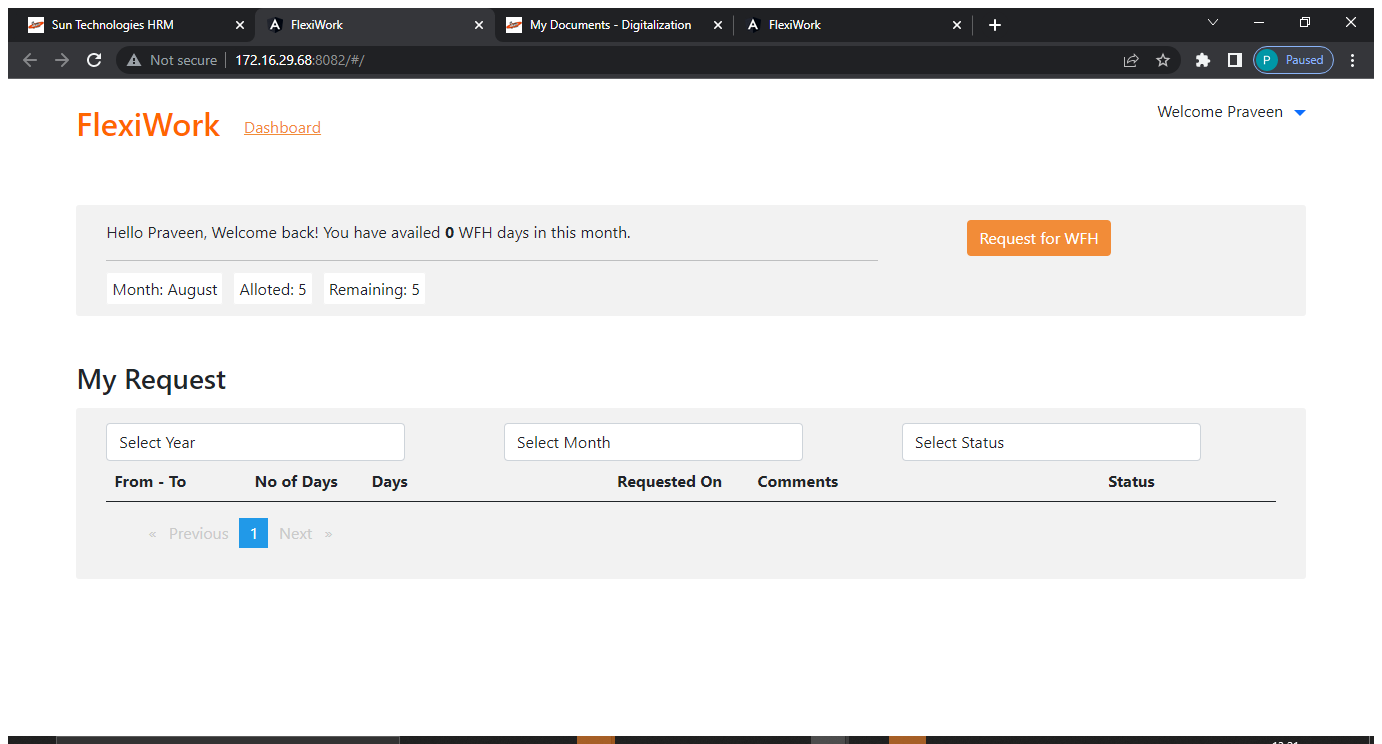 Sun Technologies HRM
FlexiWork
My Documents - Digitalization
FlexiWork
Not secure
172.16.29.68:8082/#/
P Paused
FlexiWork
Dashboard
Welcome Praveen
Hello Praveen, Welcome back! You have availed 0 WFH days in this month.
Request for WFH
Month: August
Alloted: 5
Remaining: 5
My Request
Select Year
Select Month
Select Status
From - To
No of Days
Days
Requested On
Comments
Status
« Previous 1 Next »